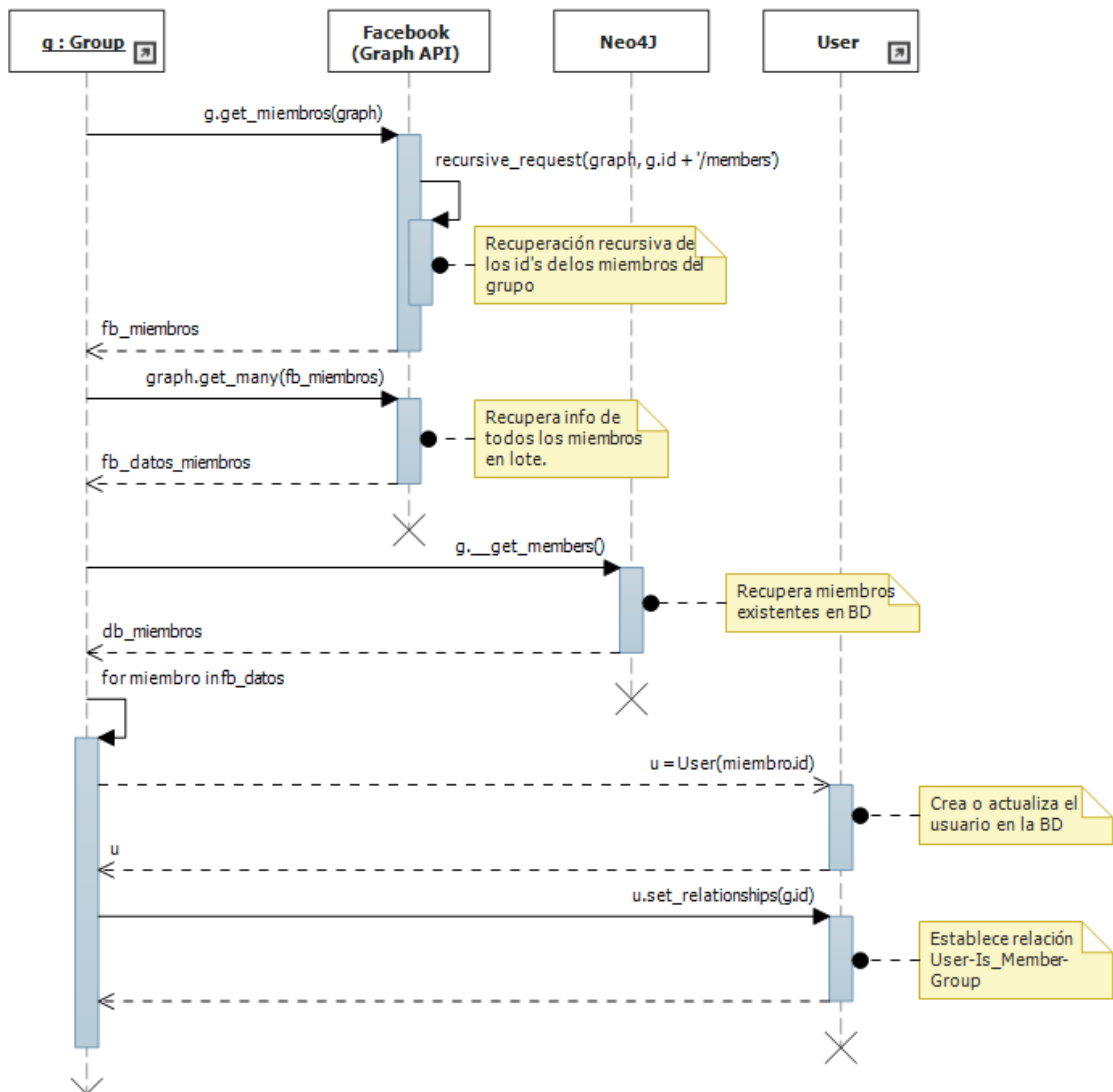 g : Group
Facebook
(Graph API)
Neo4J
User
g.get_miembros(graph)
recursive_request(graph, g.id + '/members')
Recuperación recursiva de
los id's delos miembros del
grupo
fb_miembros
graph.get_many(fb_miembros)
Recupera info de
todos los miembros
en lote.
fb_datos_miembros
g.__get_members()
Recupera miembros
existentes en BD
db_miembros
for miembro in fb_datos
u = User(miembro.id)
Crea o actualiza el
usuario en la BD
u
u.set_relationships(g.id)
Establece relación
User-Is_Member-
Group